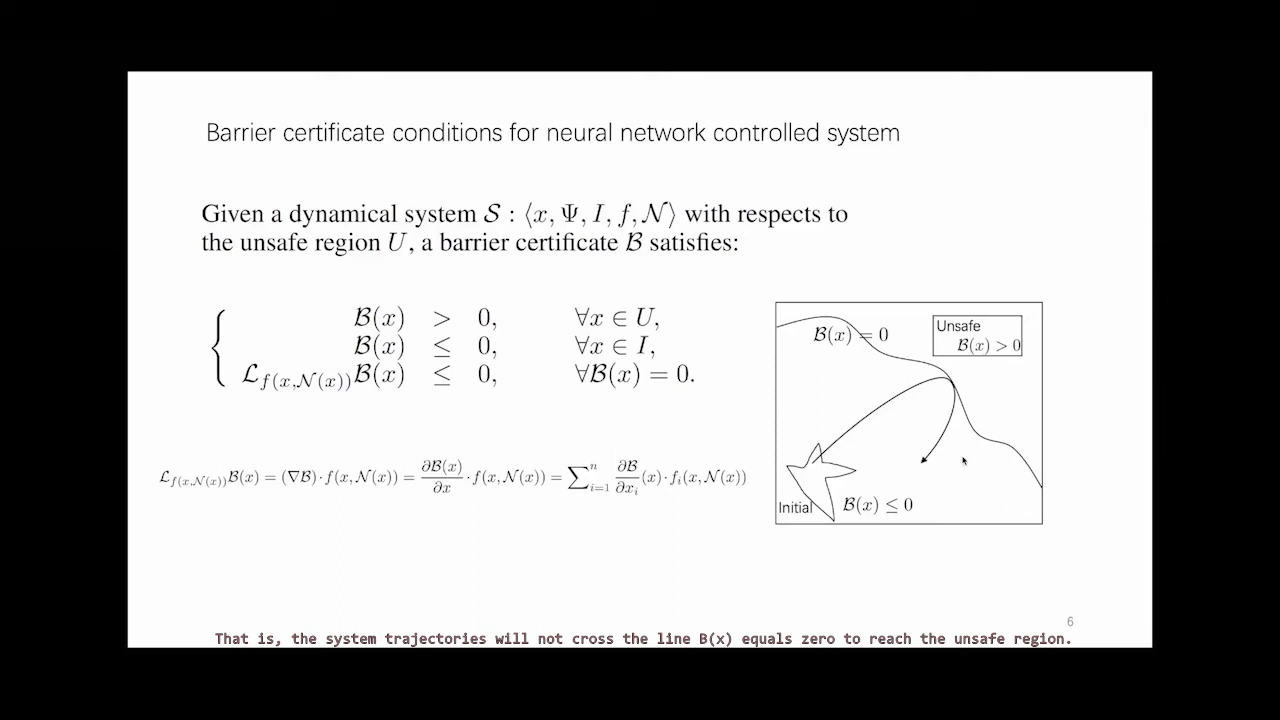 Barrier certificate conditions for neural network controlled system
Given a dynamical system 𝒮 : ⟨x, Ψ, I, f, 𝒩⟩ with respects to
the unsafe region U, a barrier certificate ℬ satisfies:
ℬ(x) > 0, ∀x ∈ U,
ℬ(x) ≤ 0, ∀x ∈ I,
ℒ_{f(x,𝒩(x))}ℬ(x) ≤ 0, ∀ℬ(x) = 0.
ℒ_{f(x,𝒩(x))}ℬ(x) = (∇ℬ)·f(x, 𝒩(x)) = ∂ℬ(x)/∂x · f(x, 𝒩(x)) = ∑_{i=1}^{n} ∂ℬ/∂x_i (x)·f_i(x, 𝒩(x))
ℬ(x) = 0
Unsafe
ℬ(x) > 0
Initial
ℬ(x) ≤ 0
6
That is, the system trajectories will not cross the line B(x) equals zero to reach the unsafe region.